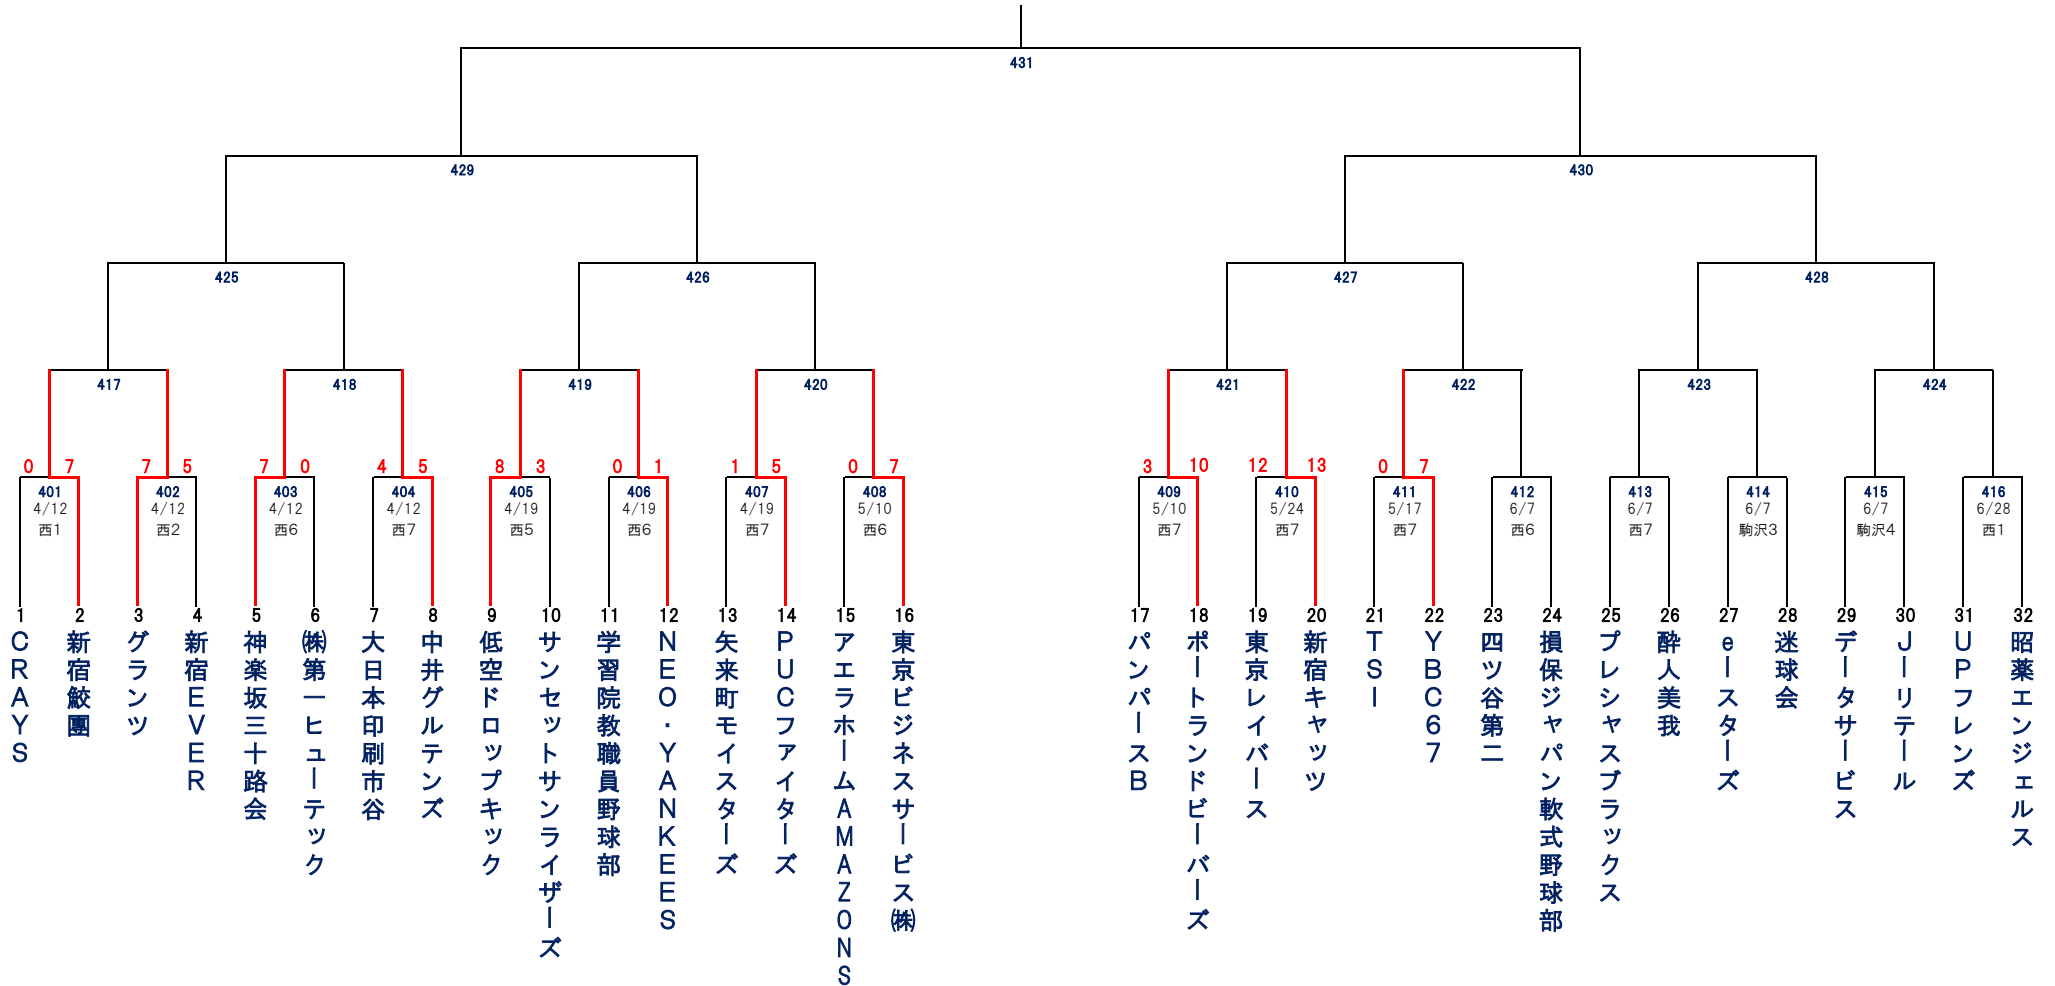 431
429
430
425
426
427
428
417
418
419
420
421
422
423
424
0 7 7 5 7 0 4 5 8 3 0 1 1 5 0 7 3 10 12 13 0 7
401 402 403 404 405 406 407 408 409 410 411 412 413 414 415 416
4/12 4/12 4/12 4/12 4/19 4/19 4/19 5/10 5/10 5/24 5/17 6/7 6/7 6/7 6/7 6/28
西1 西2 西6 西7 西5 西6 西7 西6 西7 西7 西7 西6 西7 駒沢3 駒沢4 西1
1 2 3 4 5 6 7 8 9 10 11 12 13 14 15 16 17 18 19 20 21 22 23 24 25 26 27 28 29 30 31 32
CRAYS
新宿鮫團
グランツ
新宿EVER
神楽坂三十路会
㈱第一ヒューテック
大日本印刷市谷
中井グルテンズ
低空ドロップキック
サンセットサンライザーズ
学習院教職員野球部
NEO・YANKEES
矢来町モイスターズ
PUCファイターズ
アエラホームAMAZONS
東京ビジネスサービス㈱
パンパースB
ポートランドビーバーズ
東京レイバース
新宿キャッツ
TSI
YBC67
四ツ谷第二
損保ジャパン軟式野球部
プレシャスブラックス
酔人美我
eースターズ
迷球会
データサービス
Jーリテール
UPフレンズ
昭薬エンジェルス